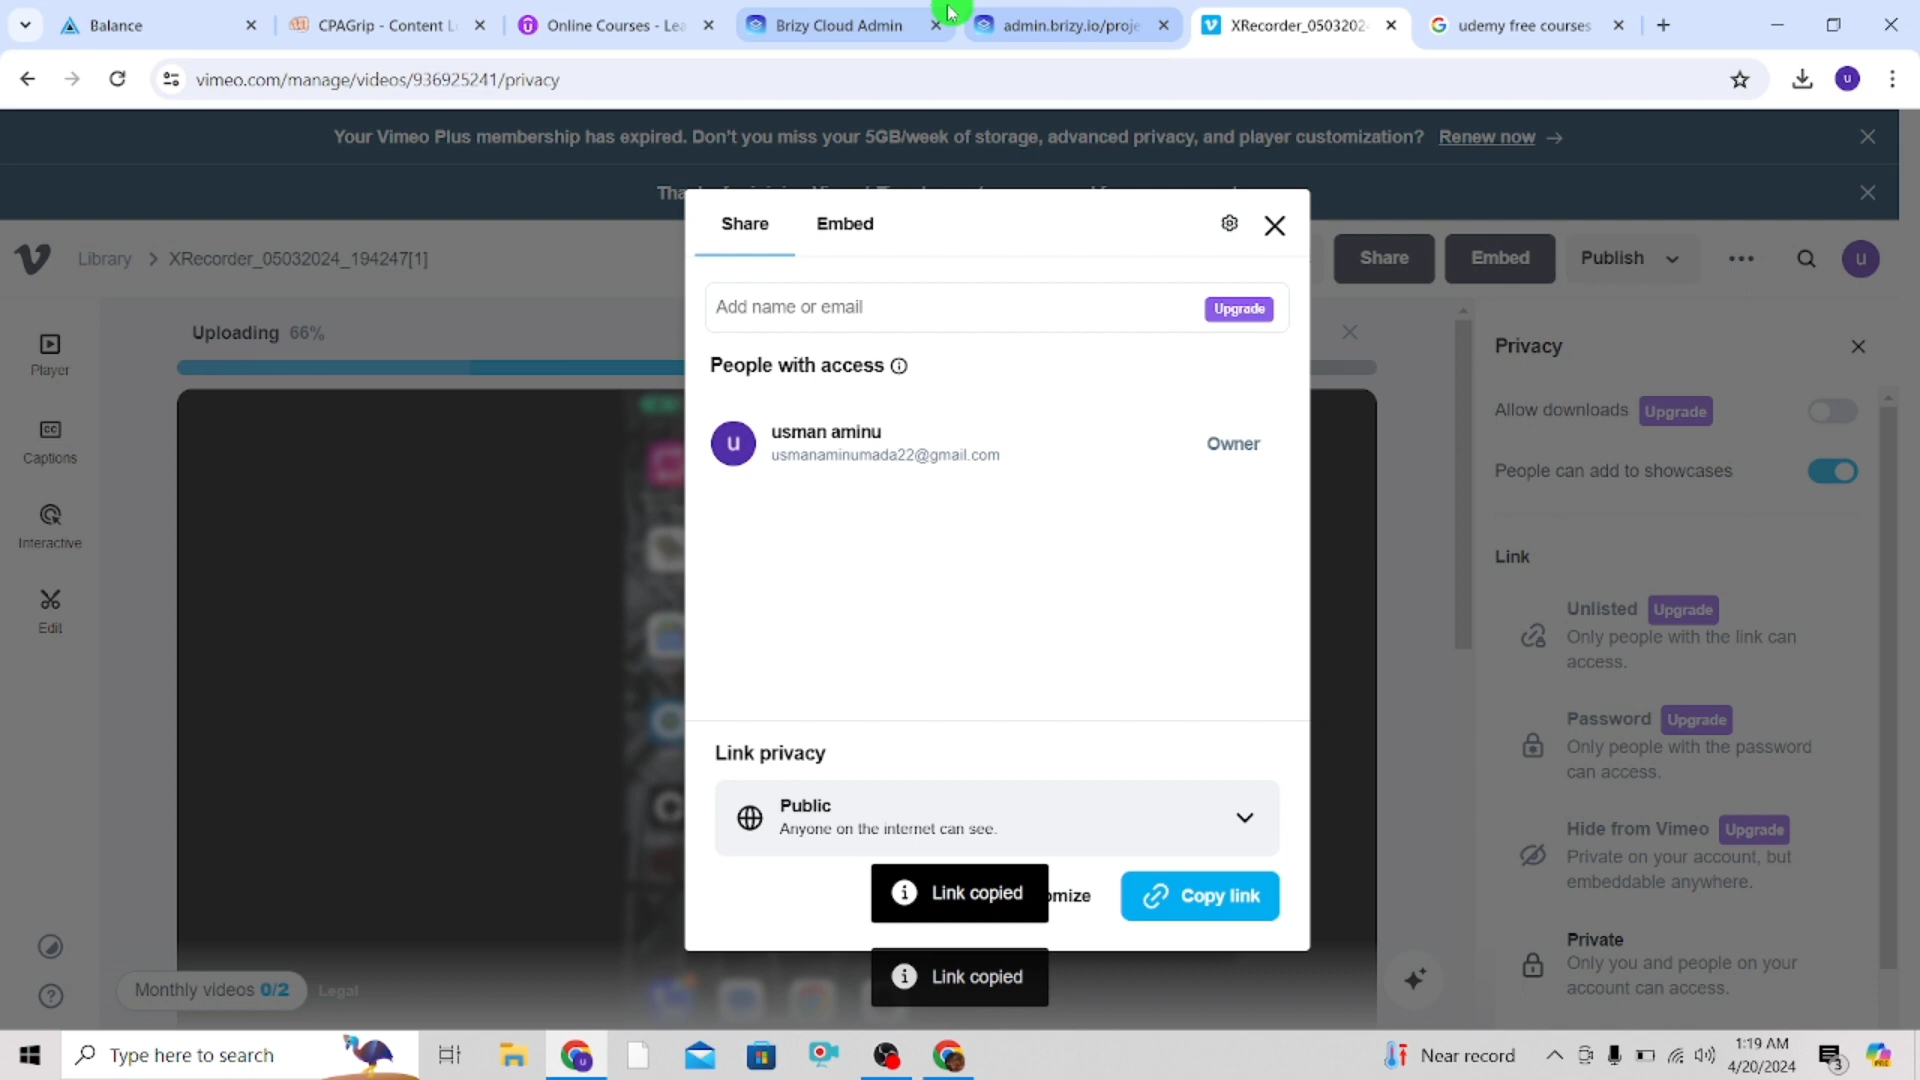 Balance
CPAGrip - Content L
Online Courses - Lea
Brizy Cloud Admin
admin.brizy.io/proje
XRecorder_0503202
udemy free courses
vimeo.com/manage/videos/936925241/privacy
u
Your Vimeo Plus membership has expired. Don't you miss your 5GB/week of storage, advanced privacy, and player customization? Renew now →
Tha
Share
Embed
Library > XRecorder_05032024_194247[1]
Share
Embed
Publish
u
Add name or email
Upgrade
Uploading 66%
Player
Captions
Interactive
Edit
People with access
u
usman aminu
usmanaminumada22@gmail.com
Owner
Privacy
Allow downloads Upgrade
People can add to showcases
Link
Unlisted Upgrade
Only people with the link can
access.
Password Upgrade
Only people with the password
can access.
Hide from Vimeo Upgrade
Private on your account, but
embeddable anywhere.
Private
Only you and people on your
account can access.
Link privacy
Public
Anyone on the internet can see.
Link copied
omize
Copy link
Link copied
Monthly videos 0/2
Legal
Type here to search
Near record
1:19 AM
4/20/2024
3